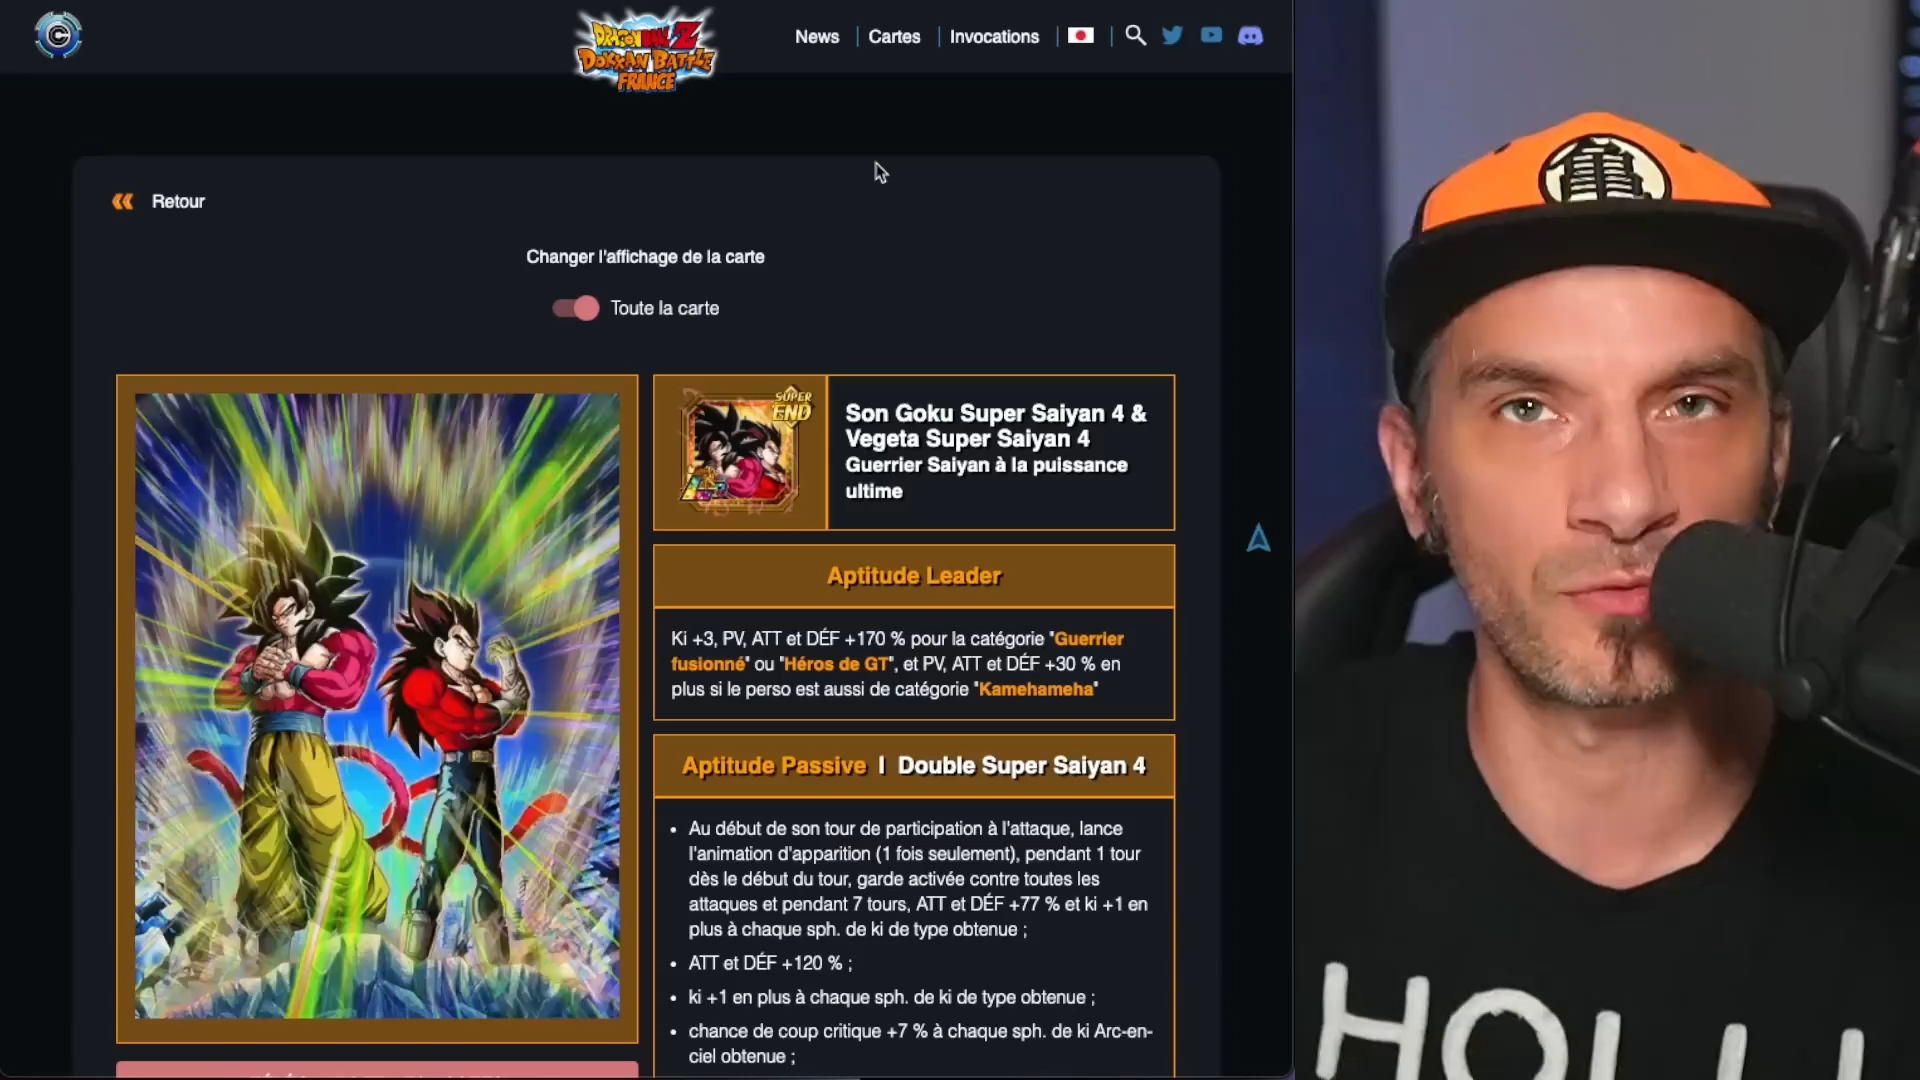 DRAGON BALL Z
DOKKAN BATTLE
FRANCE
News
Cartes
Invocations
Retour
Changer l'affichage de la carte
Toute la carte
SUPER
END
Son Goku Super Saiyan 4 &
Vegeta Super Saiyan 4
Guerrier Saiyan à la puissance
ultime
Aptitude Leader
Ki +3, PV, ATT et DÉF +170 % pour la catégorie "Guerrier
fusionné" ou "Héros de GT", et PV, ATT et DÉF +30 % en
plus si le perso est aussi de catégorie "Kamehameha"
Aptitude Passive | Double Super Saiyan 4
• Au début de son tour de participation à l'attaque, lance
l'animation d'apparition (1 fois seulement), pendant 1 tour
dès le début du tour, garde activée contre toutes les
attaques et pendant 7 tours, ATT et DÉF +77 % et ki +1 en
plus à chaque sph. de ki de type obtenue ;
• ATT et DÉF +120 % ;
• ki +1 en plus à chaque sph. de ki de type obtenue ;
• chance de coup critique +7 % à chaque sph. de ki Arc-en-
ciel obtenue ;